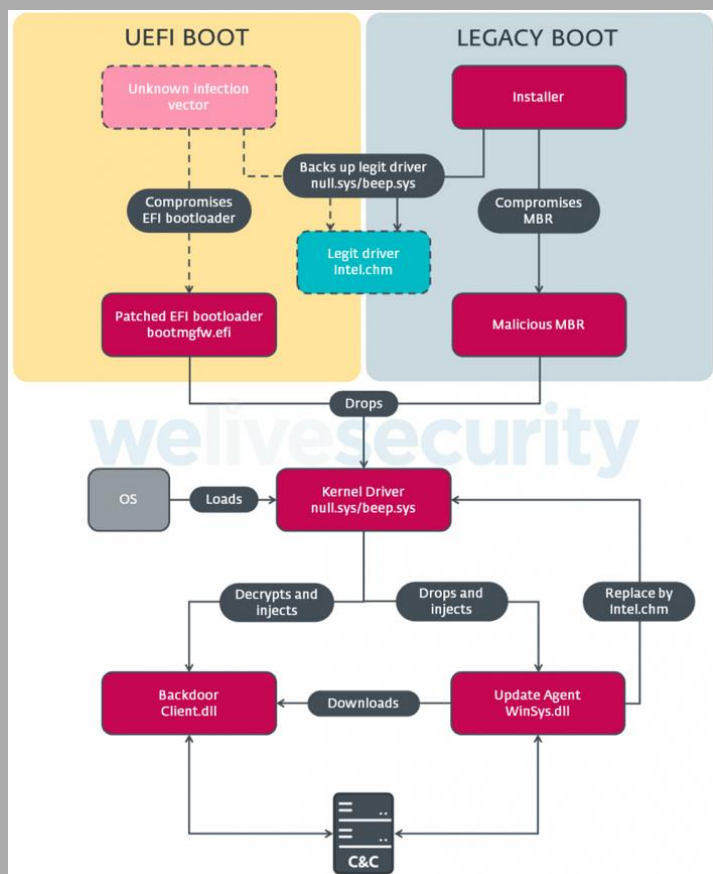 UEFI BOOT
LEGACY BOOT
Unknown infection
vector
Installer
Backs up legit driver
null.sys/beep.sys
Compromises
EFI bootloader
Compromises
MBR
Legit driver
Intel.chm
Patched EFI bootloader
bootmgfw.efi
Malicious MBR
Drops
welivesecurity
OS
Loads
Kernel Driver
null.sys/beep.sys
Decrypts and
injects
Drops and
injects
Replace by
Intel.chm
Backdoor
Client.dll
Downloads
Update Agent
WinSys.dll
C&C